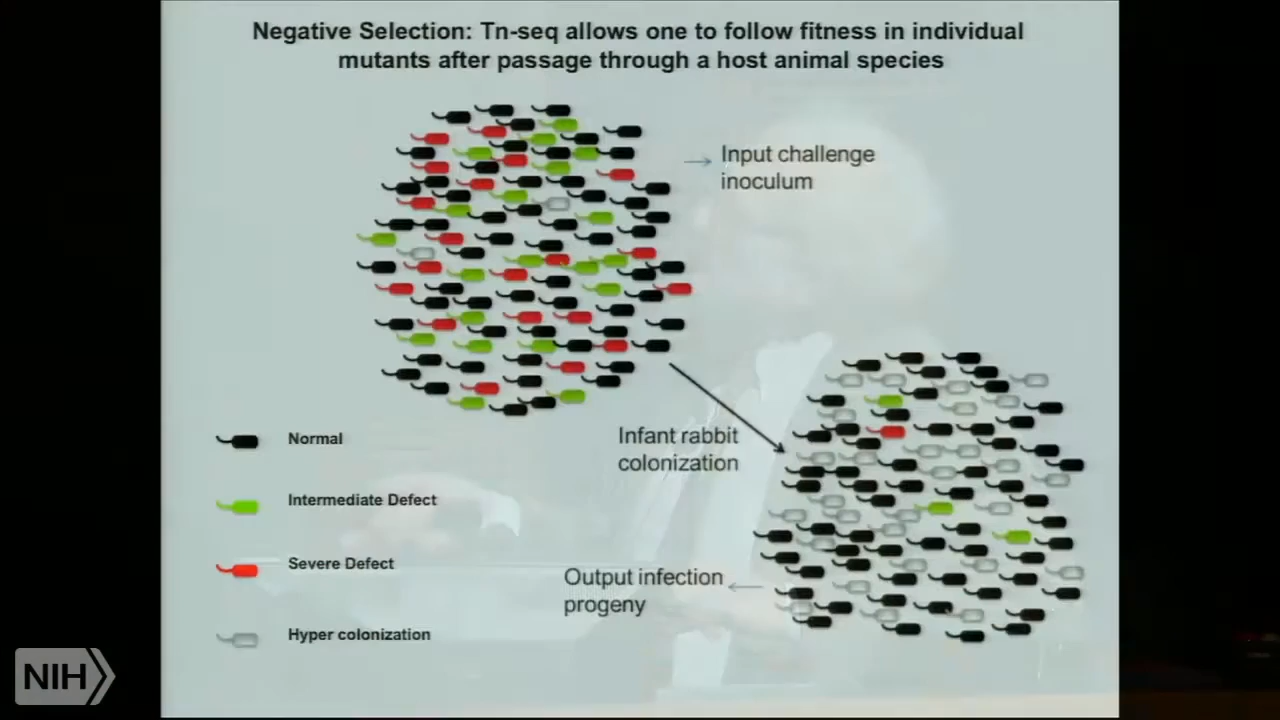 Negative Selection: Tn-seq allows one to follow fitness in individual
mutants after passage through a host animal species
Input challenge
inoculum
Infant rabbit
colonization
Normal
Intermediate Defect
Severe Defect
Output infection
progeny
Hyper colonization
NIH